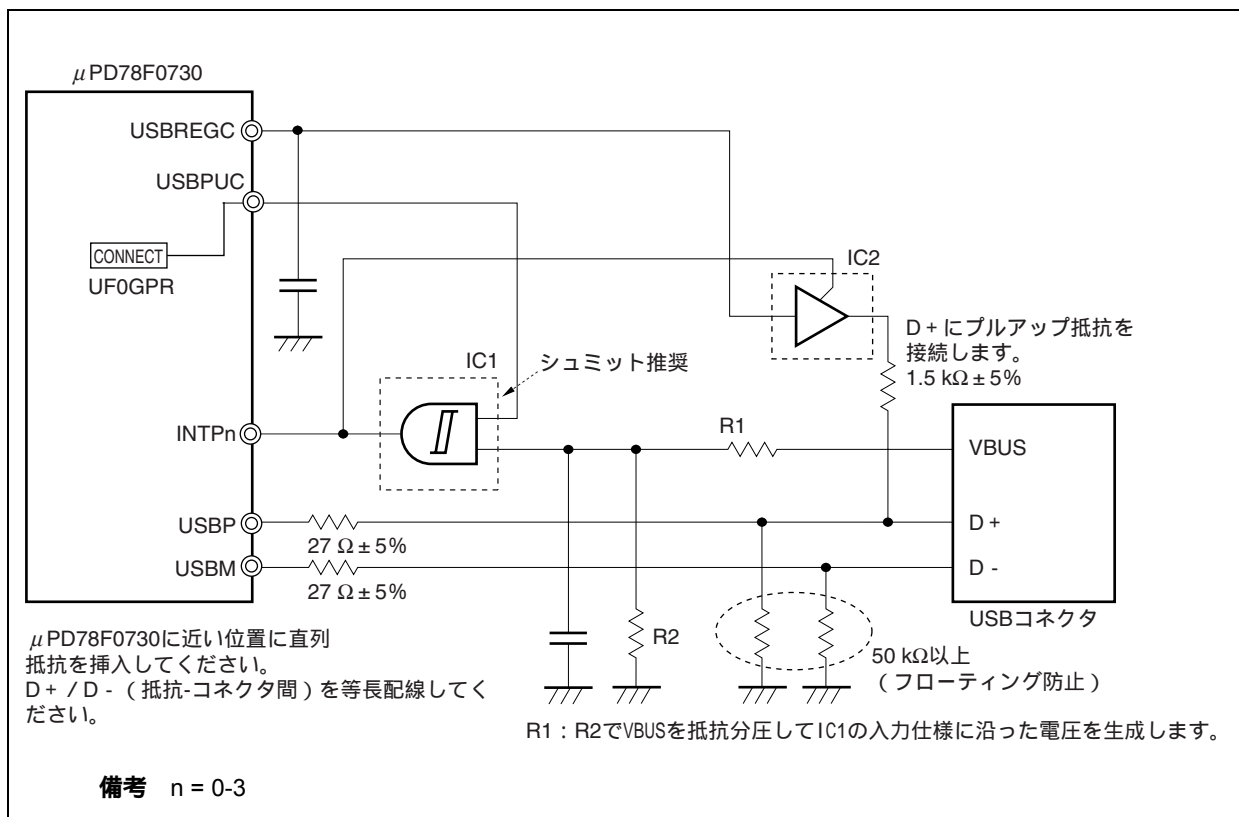 μPD78F0730
USBREGC
USBPUC
CONNECT
UF0GPR
IC2
D+にプルアップ抵抗を
接続します。
1.5 kΩ±5%
IC1
シュミット推奨
INTPn
R1
VBUS
USBP
27 Ω±5%
D+
USBM
27 Ω±5%
D-
USBコネクタ
R2
50 kΩ以上
(フローティング防止)
μPD78F0730に近い位置に直列
抵抗を挿入してください。
D+/D-(抵抗-コネクタ間)を等長配線してく
ださい。
R1:R2でVBUSを抵抗分圧してIC1の入力仕様に沿った電圧を生成します。
備考 n = 0-3